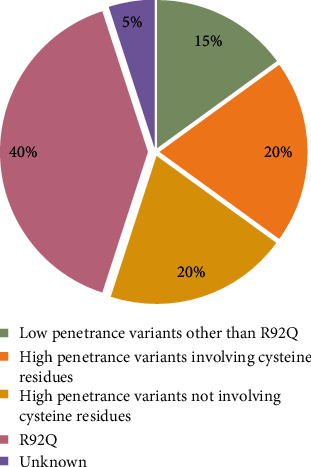 5%
15%
40%
20%
20%
Low penetrance variants other than R92Q
High penetrance variants involving cysteine
residues
High penetrance variants not involving
cysteine residues
R92Q
Unknown